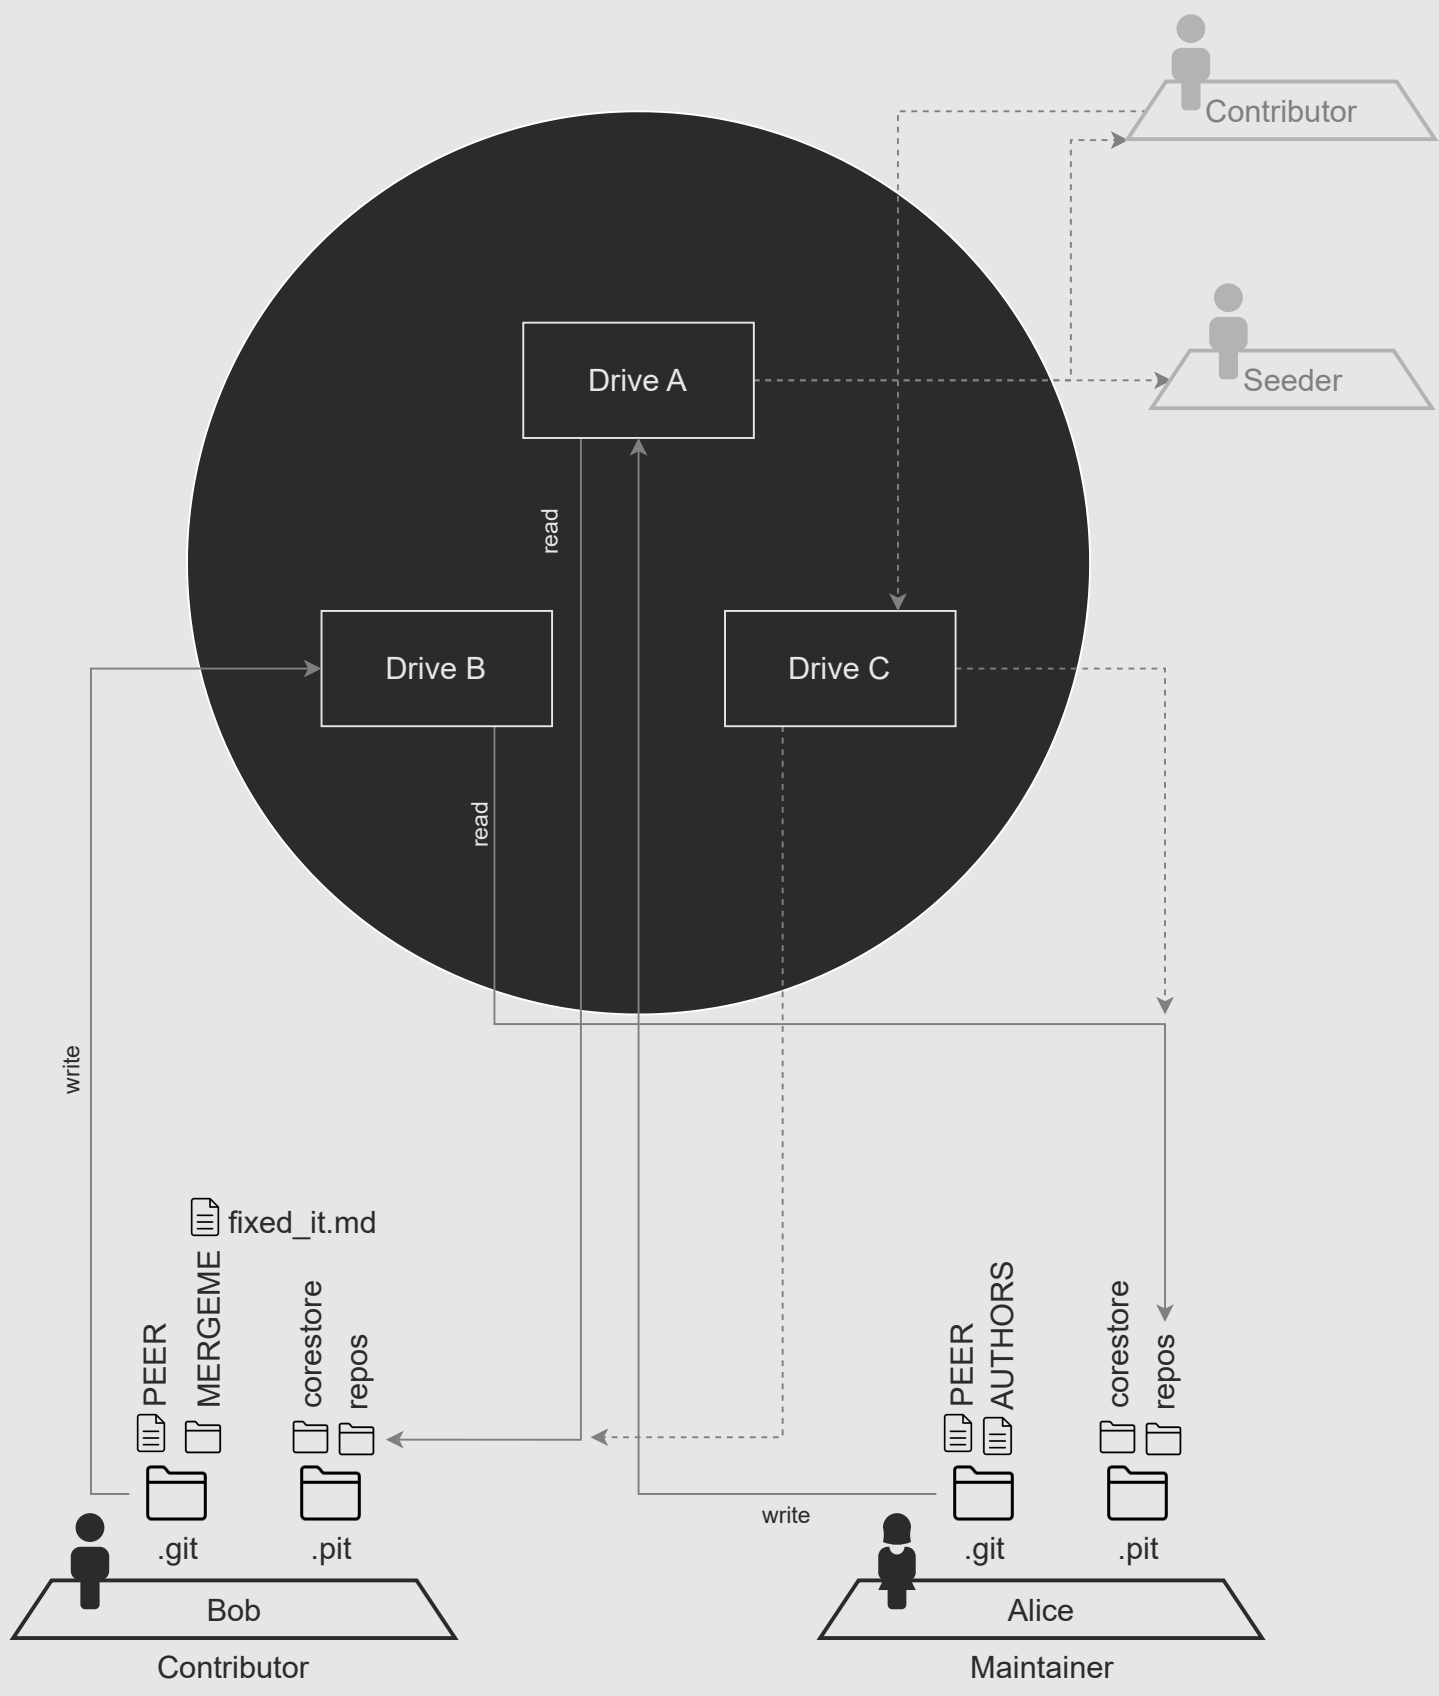 Contributor
Seeder
Drive A
read
Drive B
Drive C
read
write
fixed_it.md
PEER
MERGEME
corestore
repos
PEER
AUTHORS
corestore
repos
write
.git
.pit
.git
.pit
Bob
Alice
Contributor
Maintainer